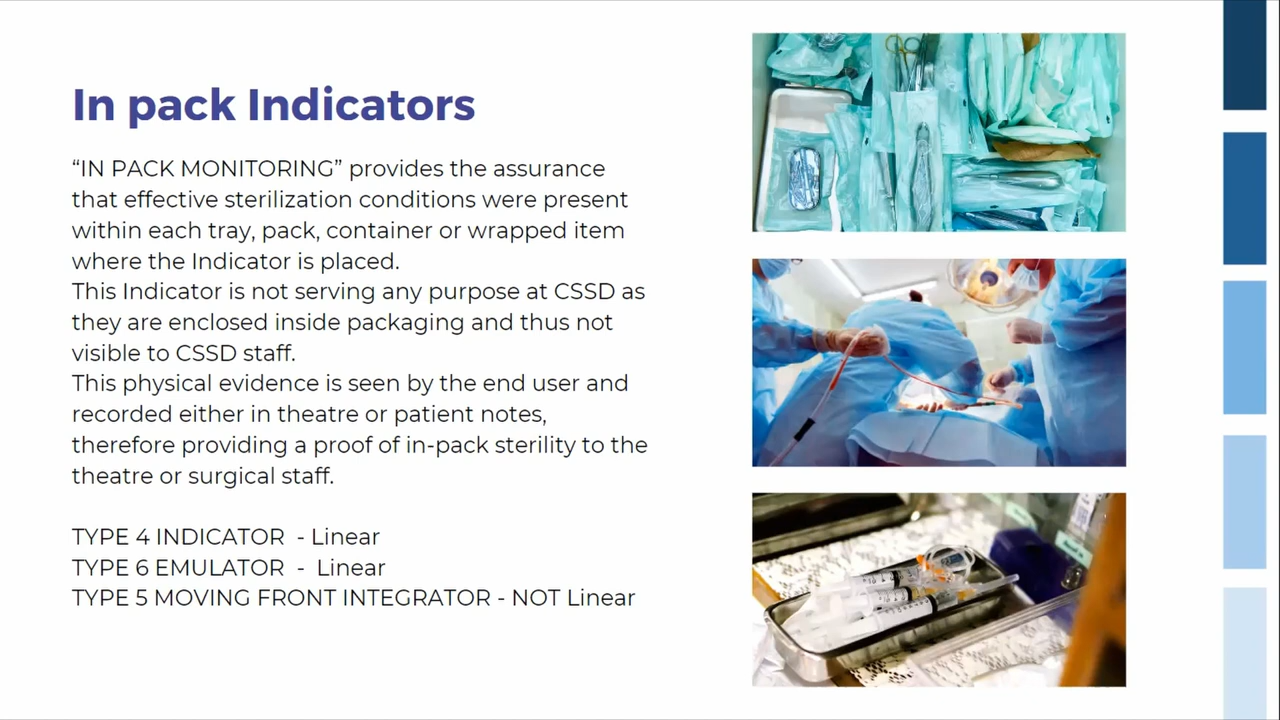 In pack Indicators
“IN PACK MONITORING” provides the assurance
that effective sterilization conditions were present
within each tray, pack, container or wrapped item
where the Indicator is placed.
This Indicator is not serving any purpose at CSSD as
they are enclosed inside packaging and thus not
visible to CSSD staff.
This physical evidence is seen by the end user and
recorded either in theatre or patient notes,
therefore providing a proof of in-pack sterility to the
theatre or surgical staff.
TYPE 4 INDICATOR  - Linear
TYPE 6 EMULATOR  -  Linear
TYPE 5 MOVING FRONT INTEGRATOR - NOT Linear